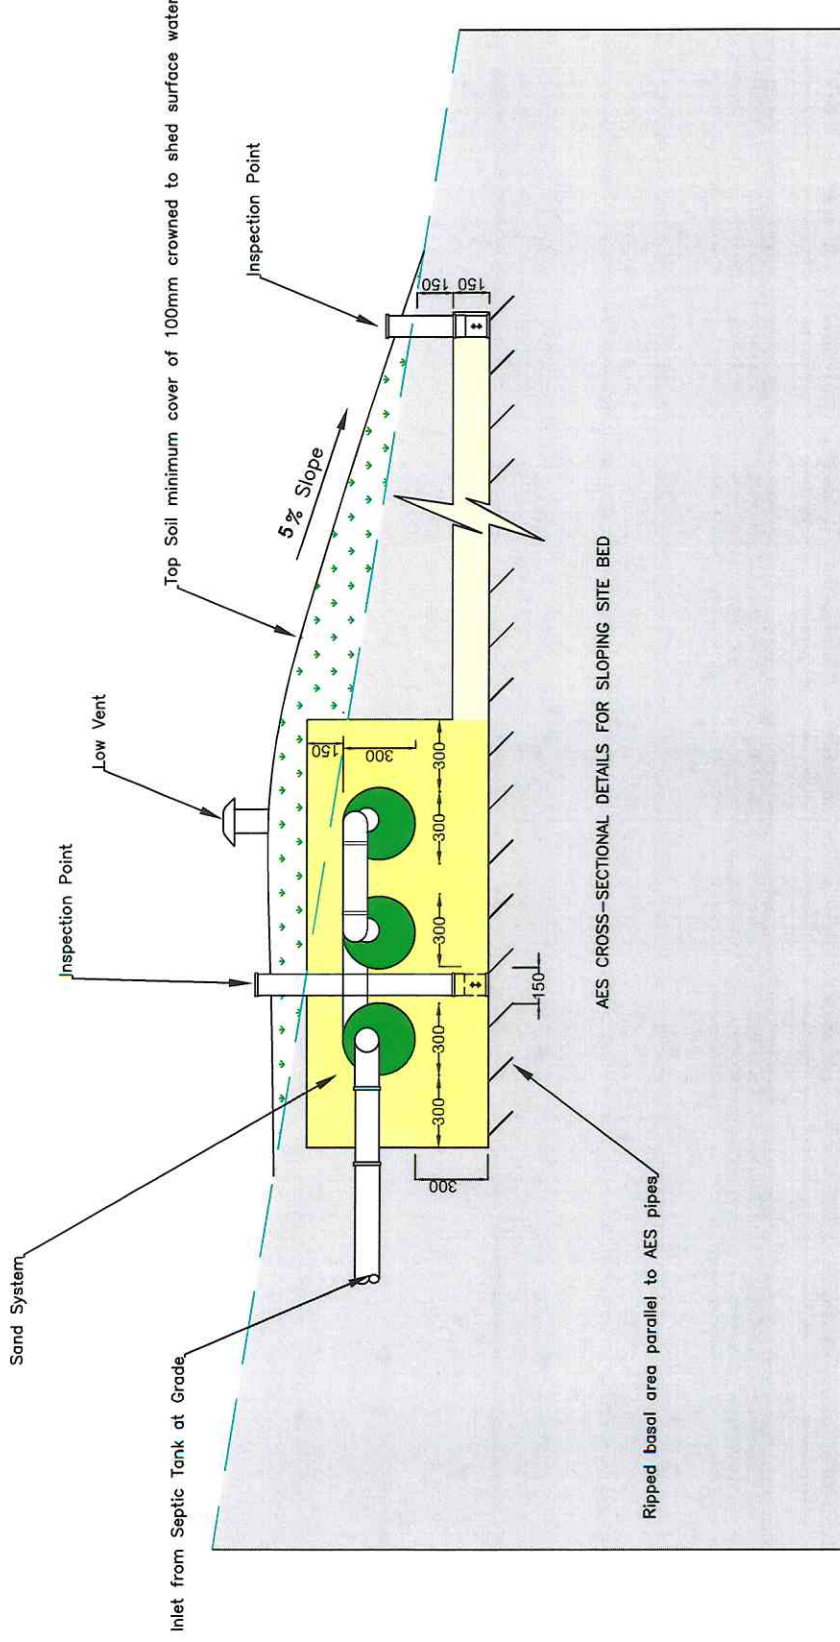 Top Soil minimum cover of 100mm crowned to shed surface water
Inspection Point
Low Vent
Inspection Point
Sand System
Inlet from Septic Tank at Grade
5% Slope
150
300
150
150
300
300
300
300
300
300
150
AES CROSS-SECTIONAL DETAILS FOR SLOPING SITE BED
Ripped basal area parallel to AES pipes